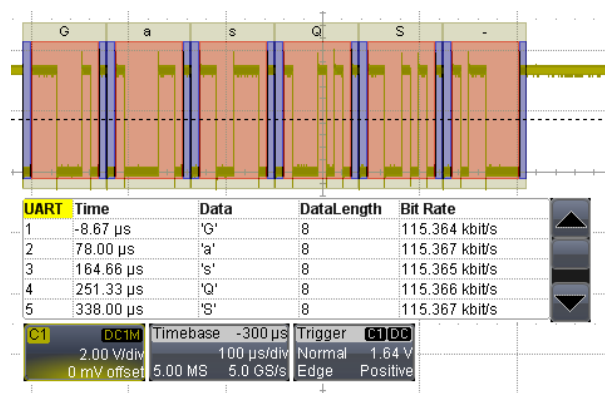 G a s Q S -
UART Time Data DataLength Bit Rate
1 -8.67 µs 'G' 8 115.364 kbit/s
2 78.00 µs 'a' 8 115.367 kbit/s
3 164.66 µs 's' 8 115.365 kbit/s
4 251.33 µs 'Q' 8 115.366 kbit/s
5 338.00 µs 'S' 8 115.367 kbit/s
C1 DC1M Timebase -300 µs Trigger C1 DC
2.00 V/div 100 µs/div Normal 1.64 V
0 mV offset 5.00 MS 5.0 GS/s Edge Positive